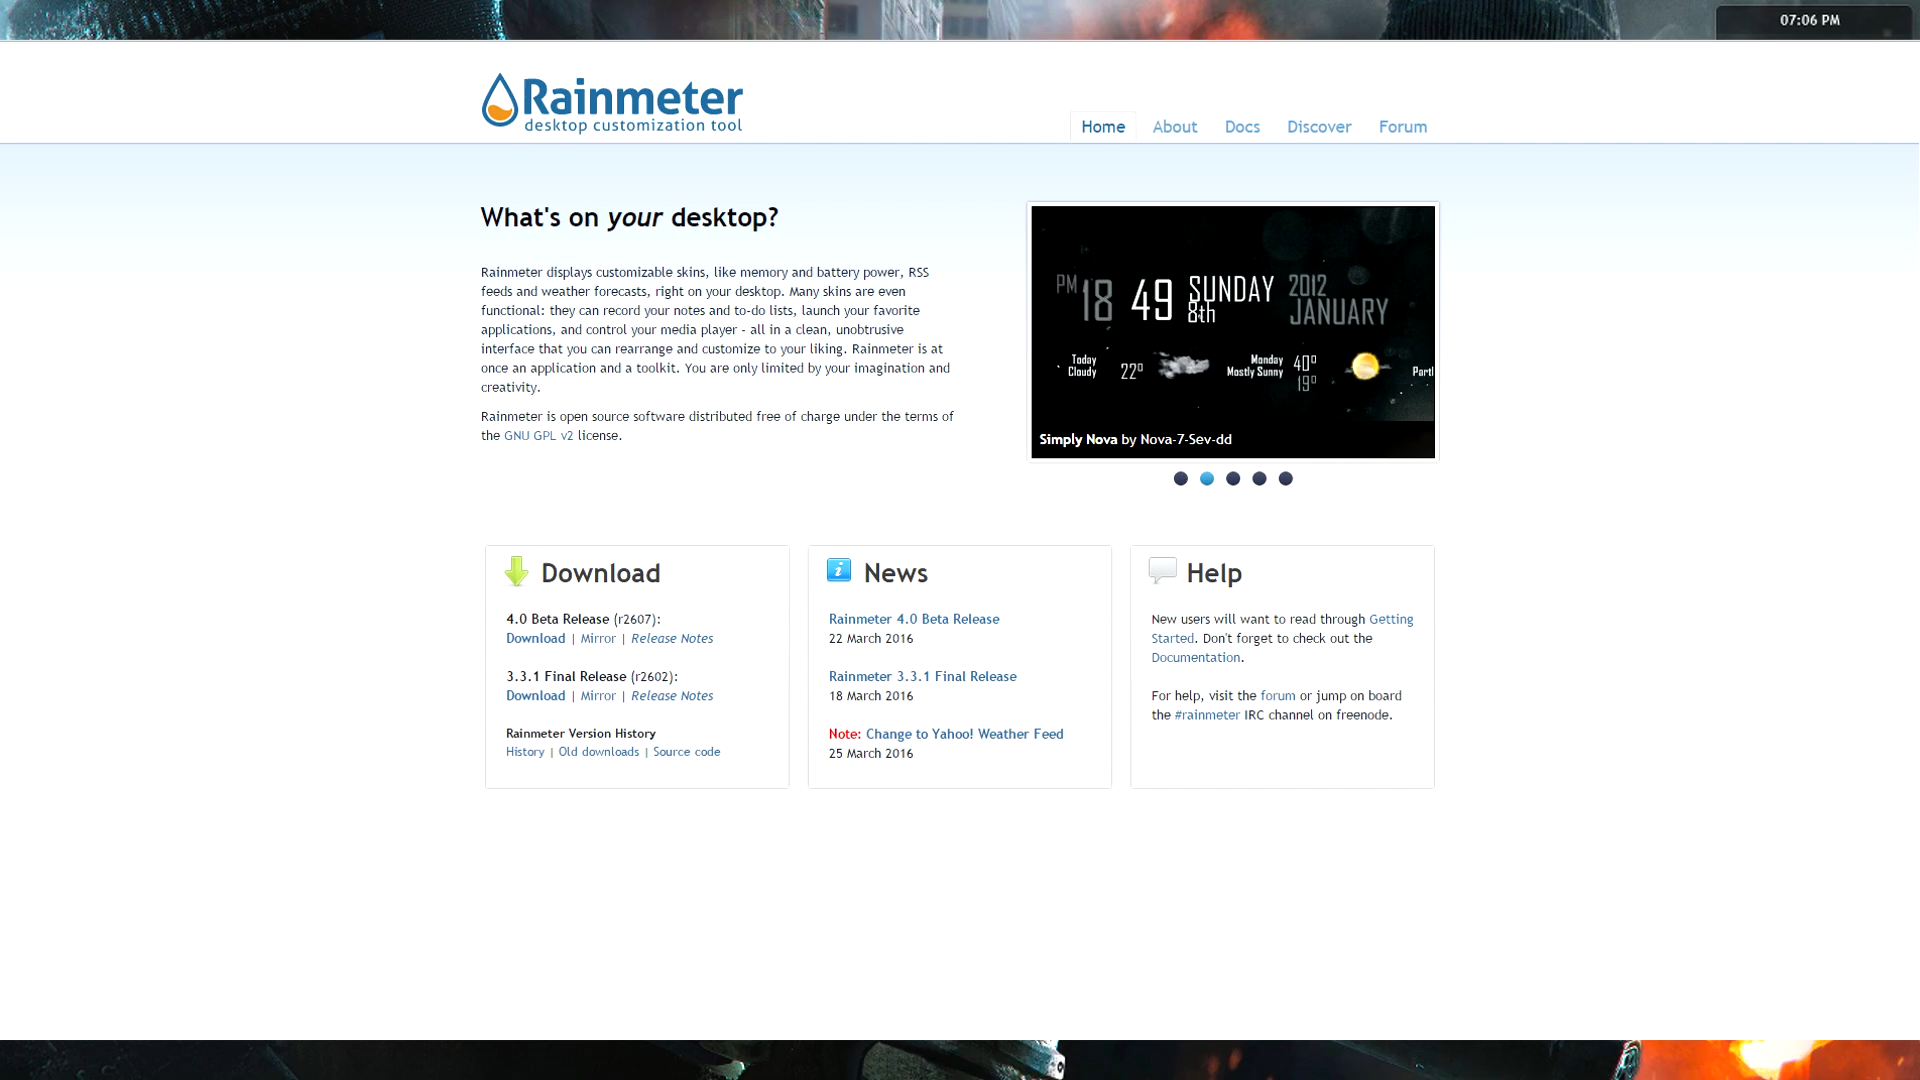 07:06 PM
Rainmeter
desktop customization tool
Home About Docs Discover Forum
What's on your desktop?
Rainmeter displays customizable skins, like memory and battery power, RSS
feeds and weather forecasts, right on your desktop. Many skins are even
functional: they can record your notes and to-do lists, launch your favorite
applications, and control your media player - all in a clean, unobtrusive
interface that you can rearrange and customize to your liking. Rainmeter is at
once an application and a toolkit. You are only limited by your imagination and
creativity.
Rainmeter is open source software distributed free of charge under the terms of
the GNU GPL v2 license.
PM 18 49 SUNDAY 2012
8th JANUARY
Today Monday 40º
Cloudy 22º Mostly Sunny 19º Partl
Simply Nova by Nova-7-Sev-dd
Download
4.0 Beta Release (r2607):
Download | Mirror | Release Notes
3.3.1 Final Release (r2602):
Download | Mirror | Release Notes
Rainmeter Version History
History | Old downloads | Source code
News
Rainmeter 4.0 Beta Release
22 March 2016
Rainmeter 3.3.1 Final Release
18 March 2016
Note: Change to Yahoo! Weather Feed
25 March 2016
Help
New users will want to read through Getting
Started. Don't forget to check out the
Documentation.
For help, visit the forum or jump on board
the #rainmeter IRC channel on freenode.